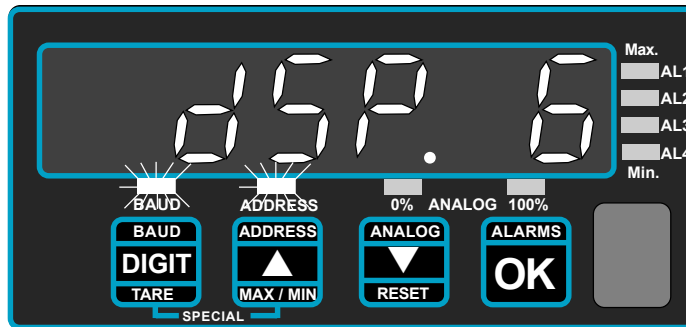 dSP. 6
Max.
AL1
AL2
AL3
AL4
Min.
BAUD ADDRESS 0% ANALOG 100%
BAUD ADDRESS ANALOG ALARMS
DIGIT OK
TARE MAX / MIN RESET
SPECIAL